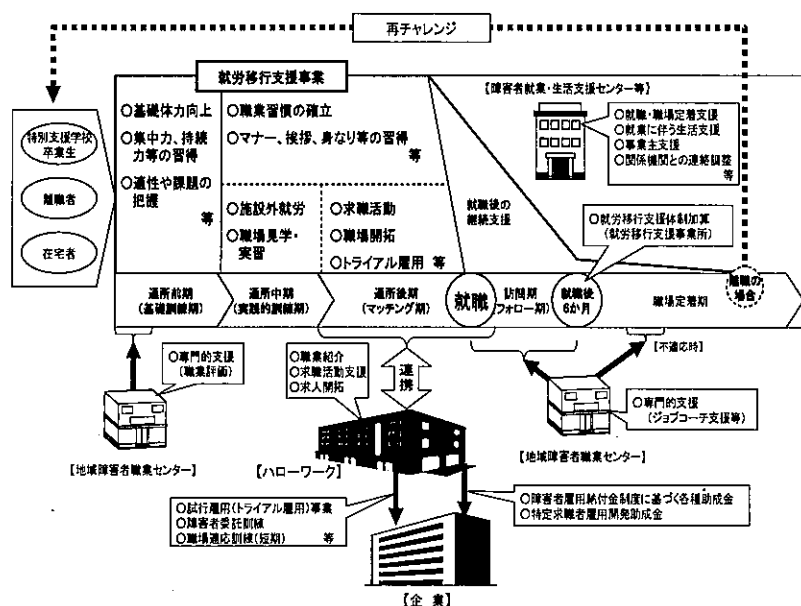 再チャレンジ
就労移行支援事業
【障害者就業・生活支援センター等】
特別支援学校
卒業生
離職者
在宅者
○基礎体力向上
○集中力、持続
力等の習得
○適性や課題の
把握
等
○職業習慣の確立
○マナー、挨拶、身なり等の習得
等
○施設外就労
○職場見学・
実習
○求職活動
○職場開拓
○トライアル雇用 等
就職後の
継続支援
○就職・職場定着支援
○就業に伴う生活支援
○事業主支援
○関係機関との連絡調整
等
○就労移行支援体制加算
(就労移行支援事業所)
通所前期
(基礎訓練期)
通所中期
(実践的訓練期)
通所後期
(マッチング期)
就職
訪問期
(フォロー期)
就職後
6か月
職場定着期
離職の
場合
○専門的支援
(職業評価)
【地域障害者職業センター】
○職業紹介
○求職活動支援
○求人開拓
連携
【ハローワーク】
【不適応時】
○専門的支援
(ジョブコーチ支援等)
【地域障害者職業センター】
○試行雇用(トライアル雇用)事業
○障害者委託訓練
○職場適応訓練(短期) 等
○障害者雇用納付金制度に基づく各種助成金
○特定求職者雇用開発助成金
【企 業】